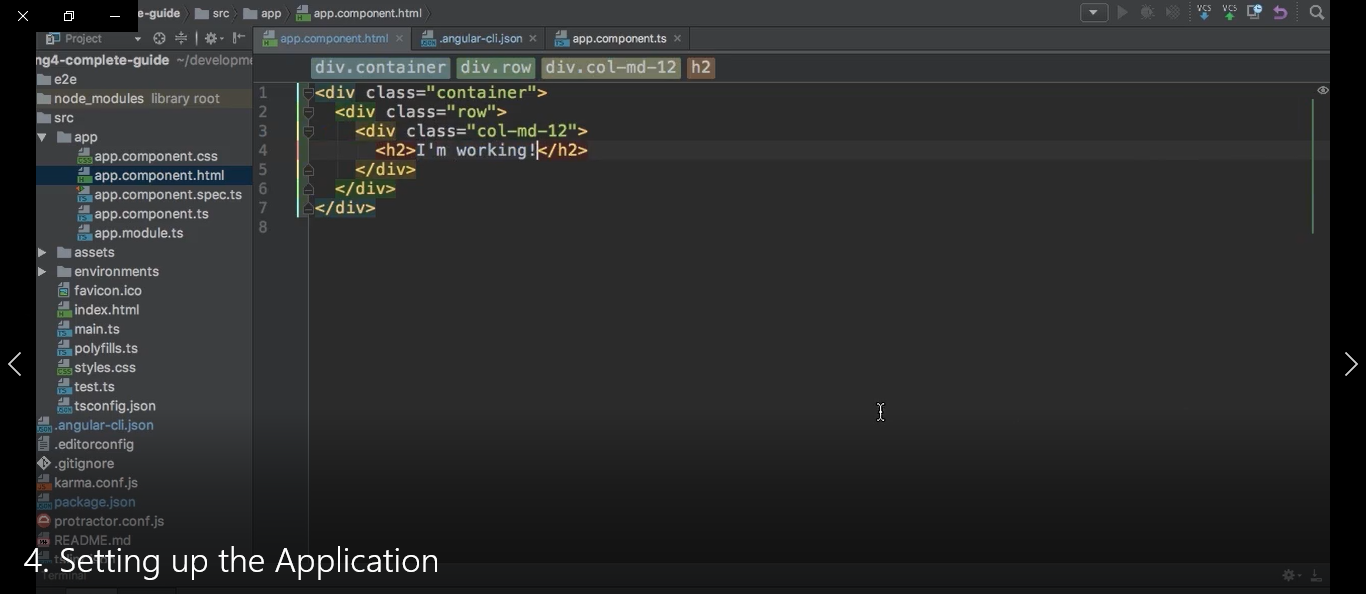 e-guide src app app.component.html
Project
app.component.html .angular-cli.json app.component.ts
ng4-complete-guide ~/developme
div.container div.row div.col-md-12 h2
e2e
node_modules library root
src
app
app.component.css
app.component.html
app.component.spec.ts
app.component.ts
app.module.ts
assets
environments
favicon.ico
index.html
main.ts
polyfills.ts
styles.css
test.ts
tsconfig.json
.angular-cli.json
.editorconfig
.gitignore
karma.conf.js
package.json
protractor.conf.js
README.md
1 <div class="container">
2 <div class="row">
3 <div class="col-md-12">
4 <h2>I'm working!</h2>
5 </div>
6 </div>
7 </div>
8
VCS VCS
4. Setting up the Application
Terminal